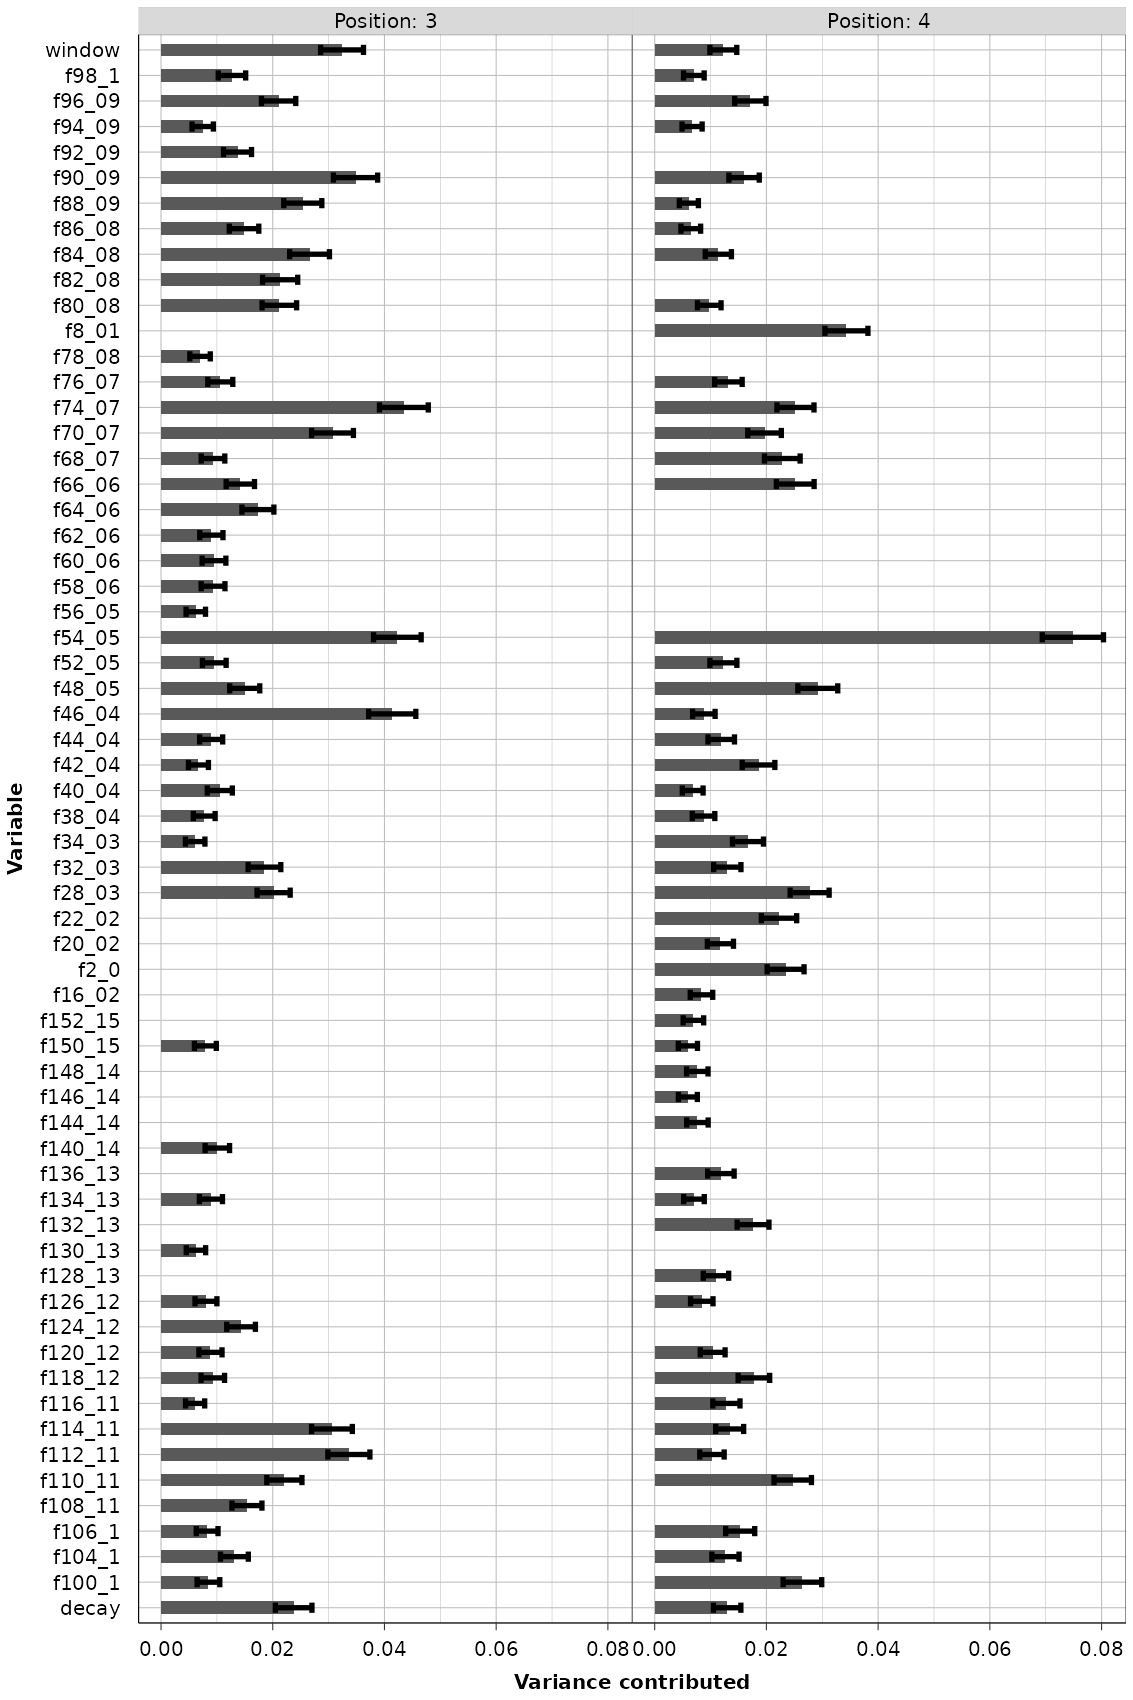 Position: 3
Position: 4
window
f98_1
f96_09
f94_09
f92_09
f90_09
f88_09
f86_08
f84_08
f82_08
f80_08
f8_01
f78_08
f76_07
f74_07
f70_07
f68_07
f66_06
f64_06
f62_06
f60_06
f58_06
f56_05
f54_05
f52_05
f48_05
f46_04
f44_04
f42_04
f40_04
f38_04
f34_03
f32_03
f28_03
f22_02
f20_02
f2_0
f16_02
f152_15
f150_15
f148_14
f146_14
f144_14
f140_14
f136_13
f134_13
f132_13
f130_13
f128_13
f126_12
f124_12
f120_12
f118_12
f116_11
f114_11
f112_11
f110_11
f108_11
f106_1
f104_1
f100_1
decay
Variable
0.00 0.02 0.04 0.06 0.08 0.00 0.02 0.04 0.06 0.08
Variance contributed